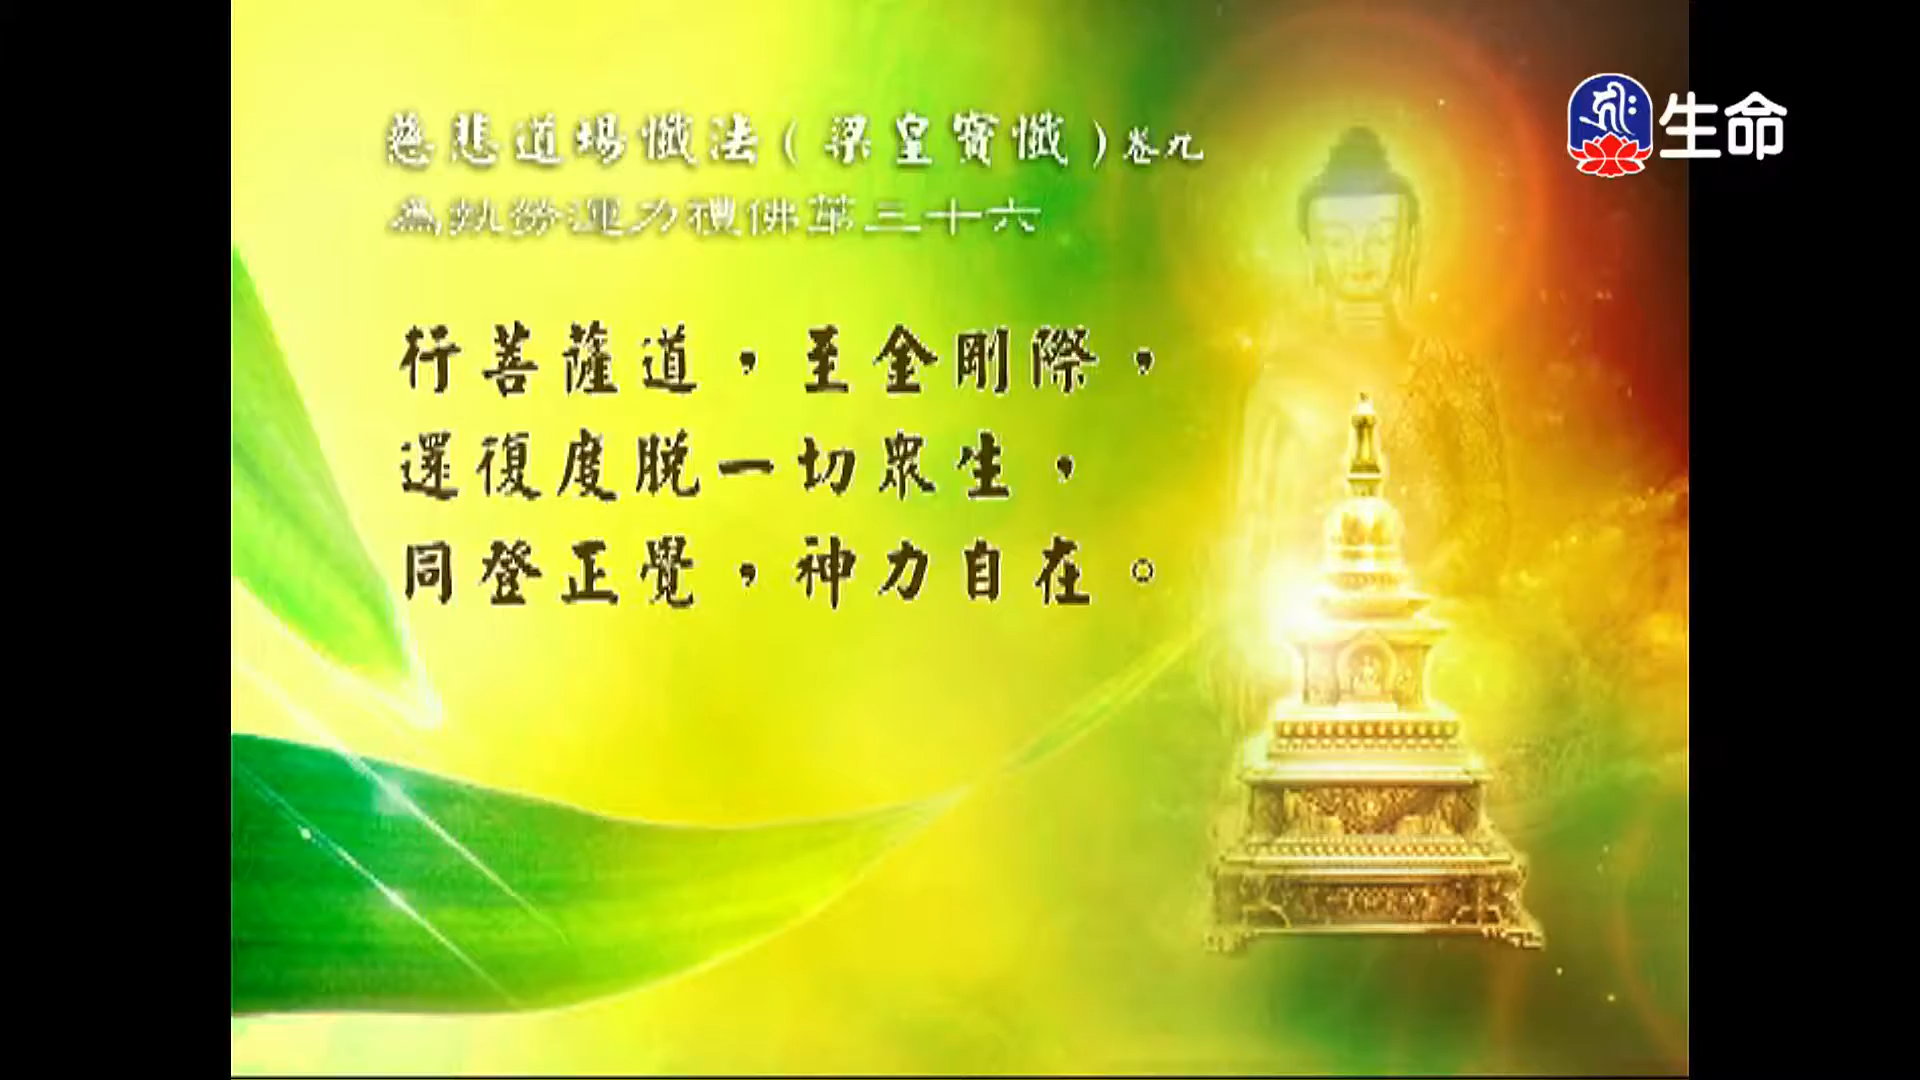 慈悲道場懺法(梁皇寶懺)卷九
為執勞運力禮佛第三十六
行菩薩道，至金剛際，
還復度脱一切眾生，
同登正覺，神力自在。
生命